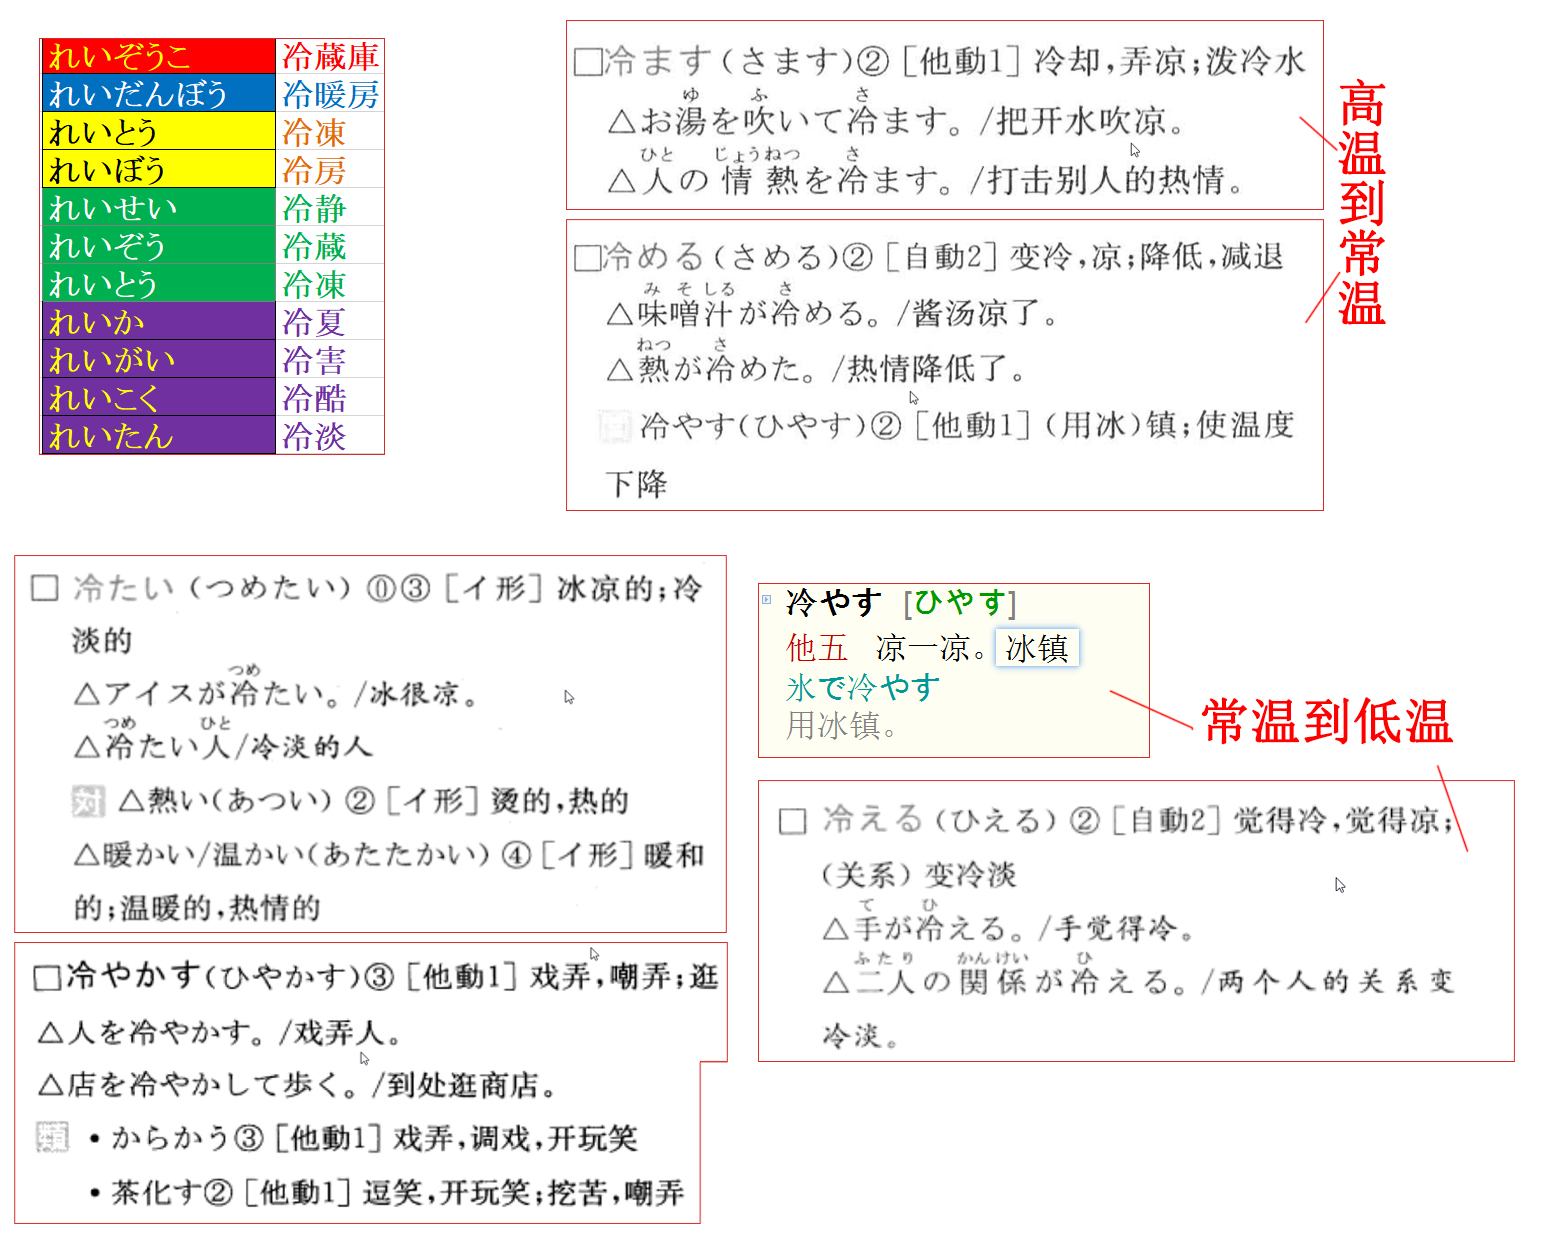 れいぞうこ 冷蔵庫
れいだんぼう 冷暖房
れいとう 冷凍
れいぼう 冷房
れいせい 冷静
れいぞう 冷蔵
れいとう 冷凍
れいか 冷夏
れいがい 冷害
れいこく 冷酷
れいたん 冷淡
□冷ます(さます)② [他動1] 冷却,弄凉;泼冷水
ゆ ふ さ
△お湯を吹いて冷ます。/把开水吹凉。
ひと じょうねつ さ
△人の情熱を冷ます。/打击别人的热情。
□冷める(さめる)② [自動2] 变冷,凉;降低,减退
み そ しる さ
△味噌汁が冷める。/酱汤凉了。
ねつ さ
△熱が冷めた。/热情降低了。
冷やす(ひやす)② [他動1] (用冰)镇;使温度
下降
高温到常温
□ 冷たい (つめたい) ⓪③ [イ形] 冰凉的;冷
淡的
つめ
△アイスが冷たい。/冰很凉。
つめ ひと
△冷たい人/冷淡的人
対 △熱い(あつい) ② [イ形] 烫的,热的
△暖かい/温かい(あたたかい) ④ [イ形] 暖和
的;温暖的,热情的
□冷やかす(ひやかす)③ [他動1] 戏弄,嘲弄;逛
△人を冷やかす。/戏弄人。
△店を冷やかして歩く。/到处逛商店。
類 •からかう③ [他動1] 戏弄,调戏,开玩笑
•茶化す② [他動1] 逗笑,开玩笑;挖苦,嘲弄
冷やす [ひやす]
他五 凉一凉。冰镇
氷で冷やす
用冰镇。
常温到低温
□ 冷える (ひえる) ② [自動2] 觉得冷,觉得凉;
(关系) 变冷淡
て ひ
△手が冷える。/手觉得冷。
ふたり かんけい ひ
△二人の関係が冷える。/两个人的关系变
冷淡。